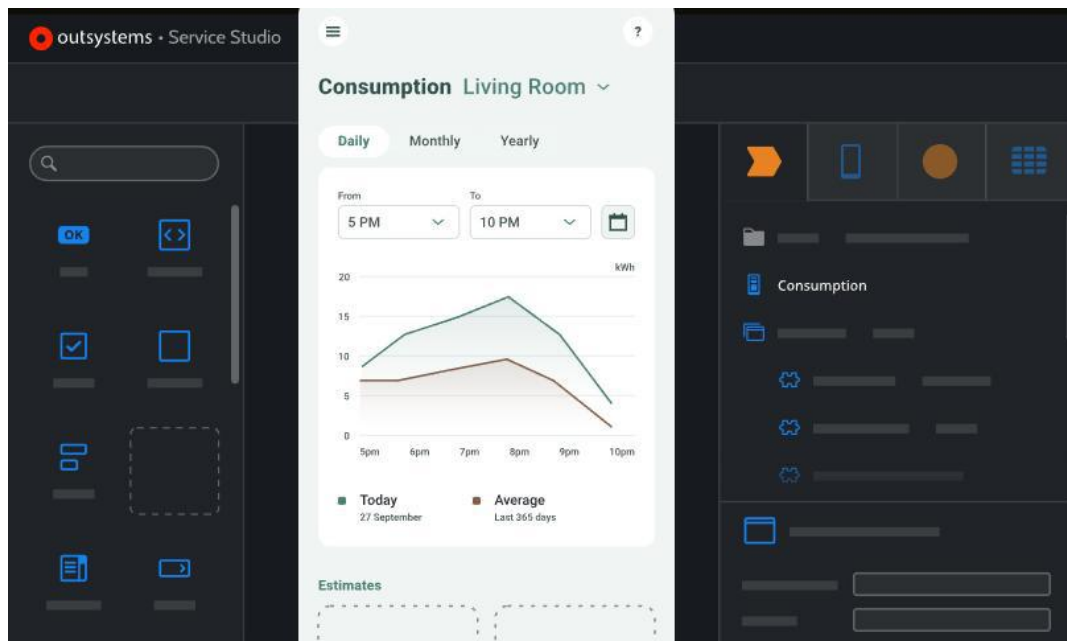 outsystems • Service Studio
?
Consumption Living Room
Daily Monthly Yearly
From To
5 PM 10 PM
kWh
20
15
10
5
0
5pm 6pm 7pm 8pm 9pm 10pm
Today Average
27 September Last 365 days
Estimates
OK
Consumption